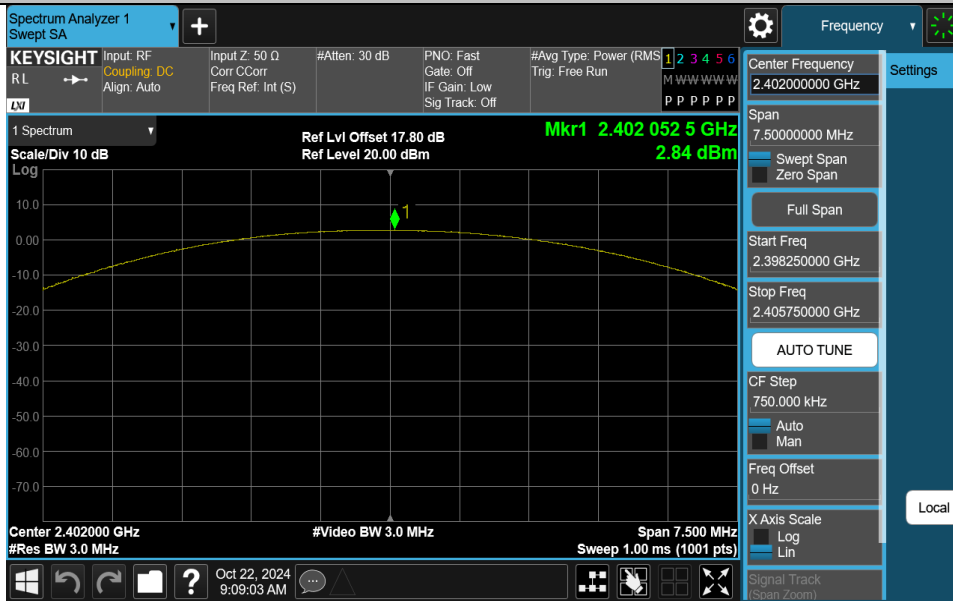 Spectrum Analyzer 1
Swept SA
+
Frequency
KEYSIGHT
RL
LXI
Input: RF
Coupling: DC
Align: Auto
Input Z: 50 Ω
Corr CCorr
Freq Ref: Int (S)
#Atten: 30 dB
PNO: Fast
Gate: Off
IF Gain: Low
Sig Track: Off
#Avg Type: Power (RMS
Trig: Free Run
1 2 3 4 5 6
M W W W W W
P P P P P P
1 Spectrum
Scale/Div 10 dB
Ref Lvl Offset 17.80 dB
Ref Level 20.00 dBm
Mkr1 2.402 052 5 GHz
2.84 dBm
Log
1
10.0
0.00
-10.0
-20.0
-30.0
-40.0
-50.0
-60.0
-70.0
Center 2.402000 GHz
#Res BW 3.0 MHz
#Video BW 3.0 MHz
Span 7.500 MHz
Sweep 1.00 ms (1001 pts)
Center Frequency
2.402000000 GHz
Settings
Span
7.50000000 MHz
Swept Span
Zero Span
Full Span
Start Freq
2.398250000 GHz
Stop Freq
2.405750000 GHz
AUTO TUNE
CF Step
750.000 kHz
Auto
Man
Freq Offset
0 Hz
Local
X Axis Scale
Log
Lin
Signal Track
(Span Zoom)
?
Oct 22, 2024
9:09:03 AM